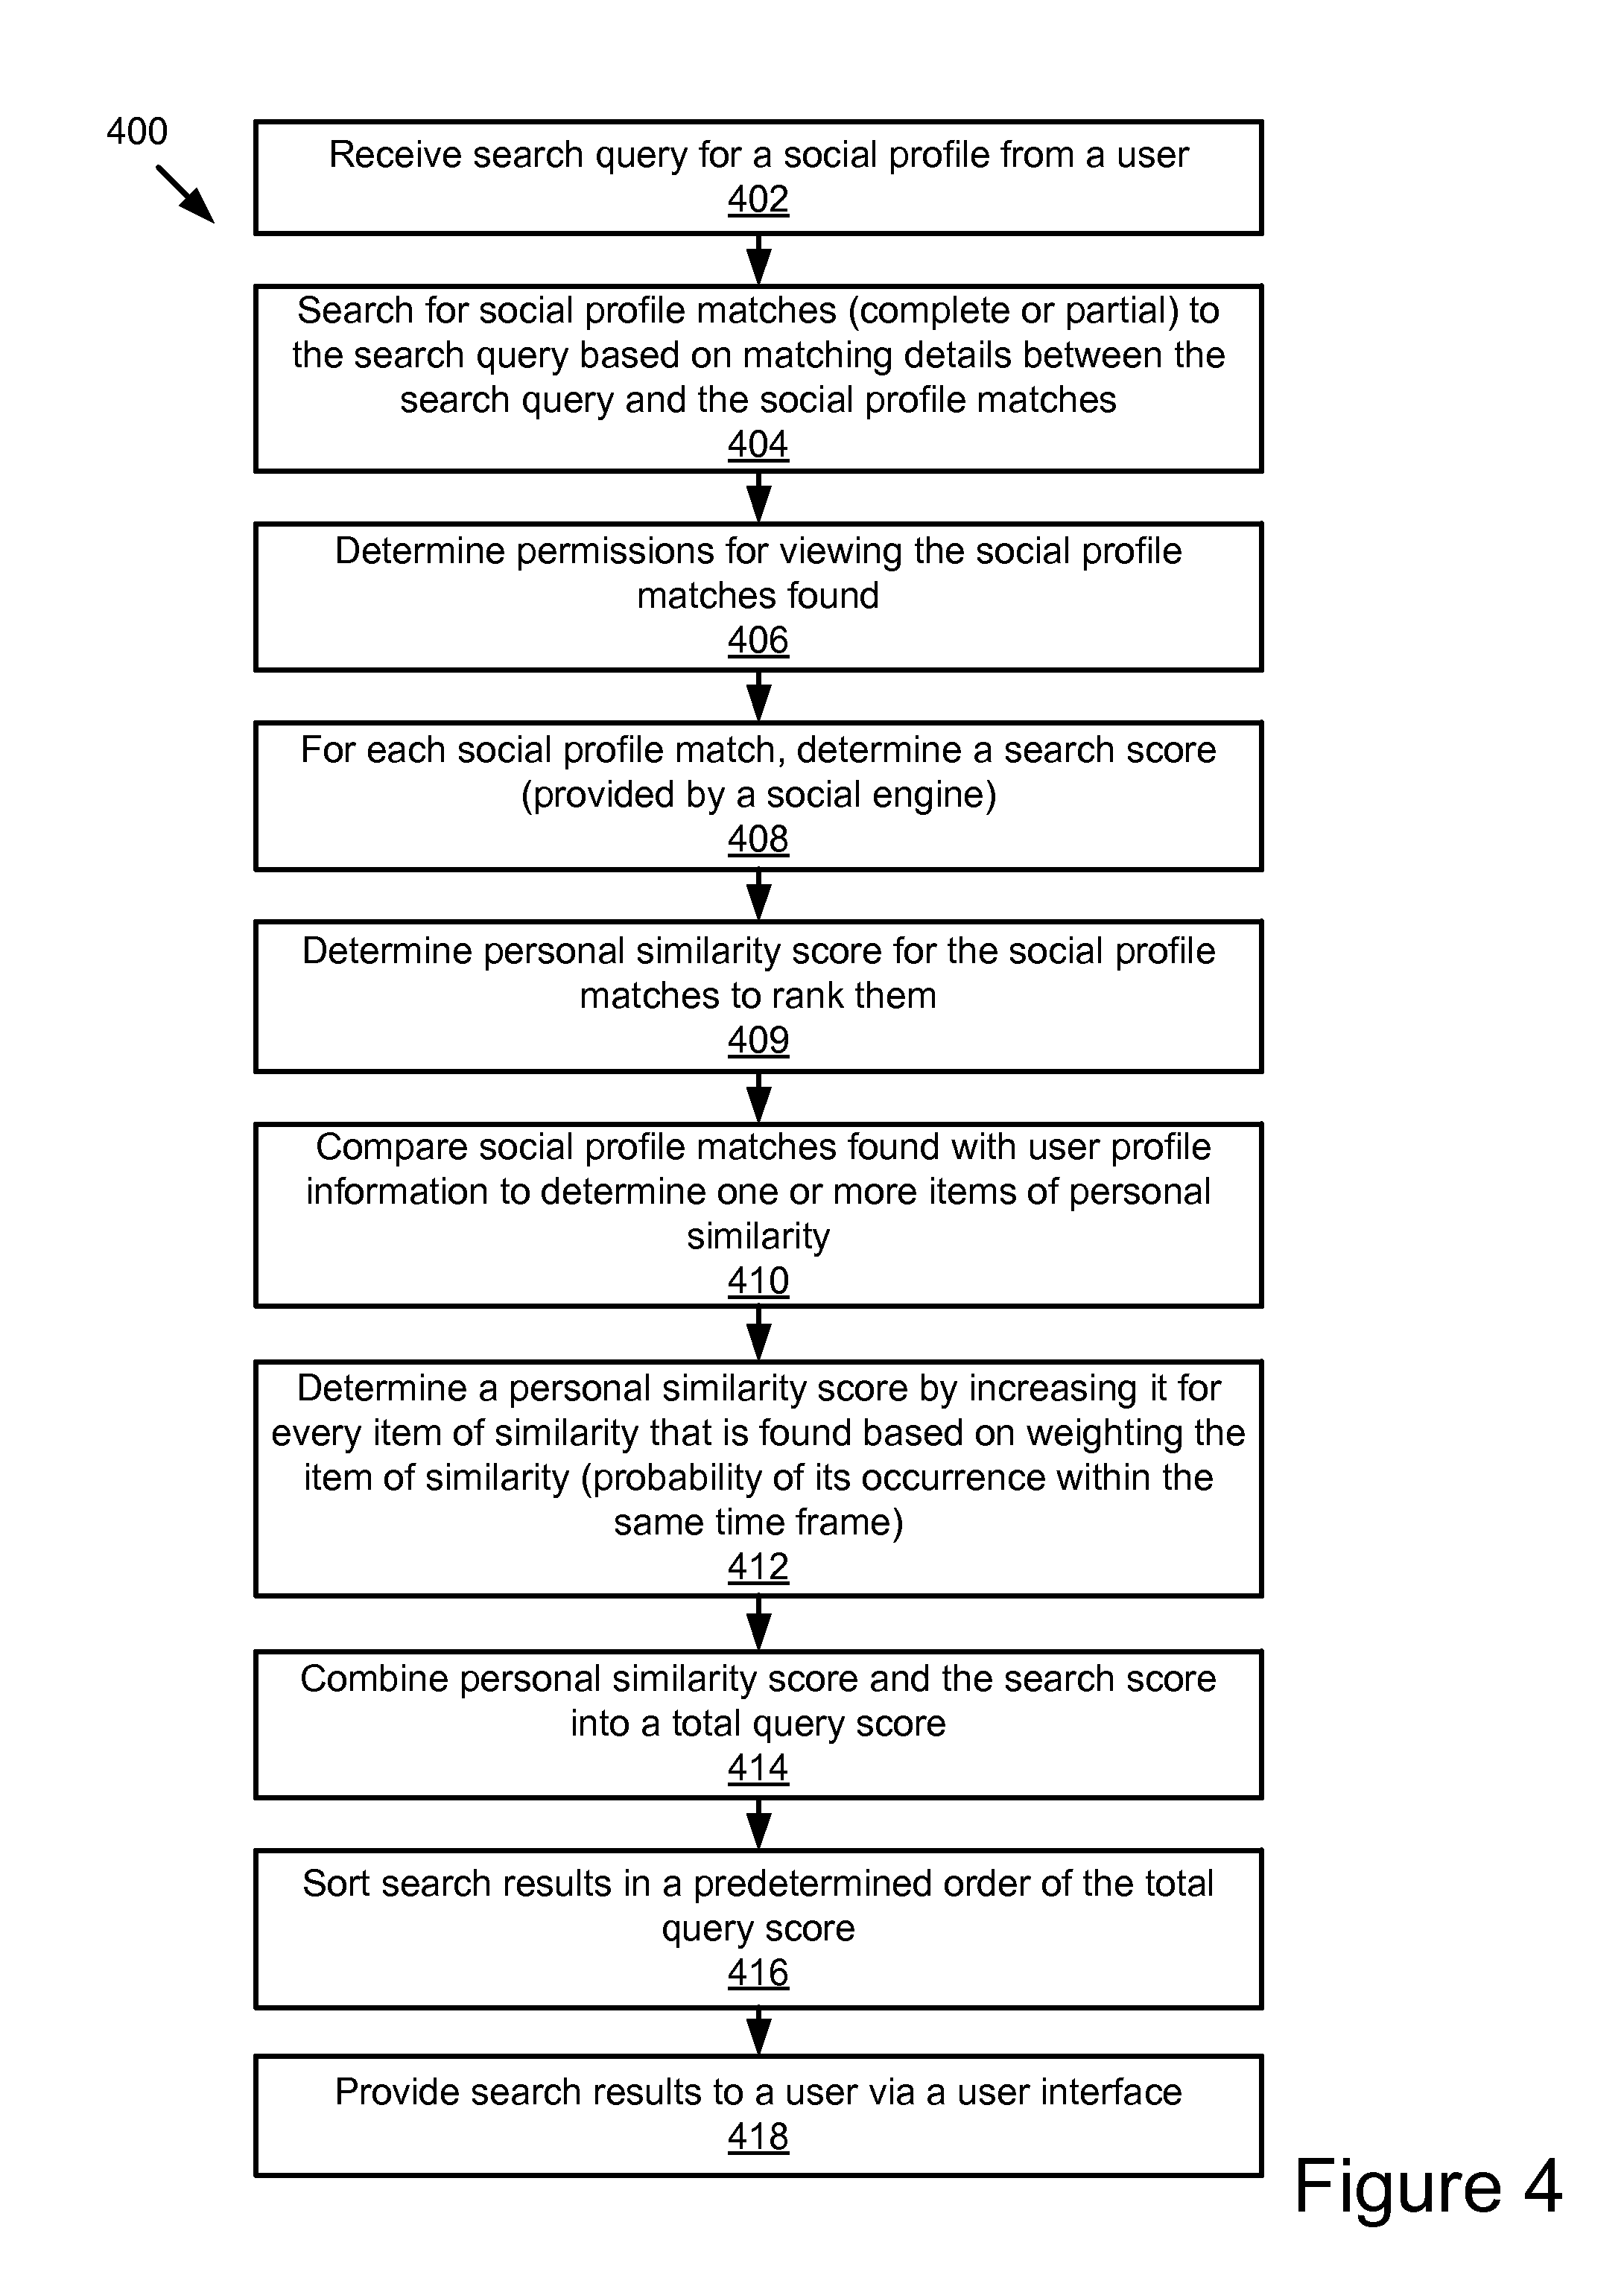 400
Receive search query for a social profile from a user
402
Search for social profile matches (complete or partial) to
the search query based on matching details between the
search query and the social profile matches
404
Determine permissions for viewing the social profile
matches found
406
For each social profile match, determine a search score
(provided by a social engine)
408
Determine personal similarity score for the social profile
matches to rank them
409
Compare social profile matches found with user profile
information to determine one or more items of personal
similarity
410
Determine a personal similarity score by increasing it for
every item of similarity that is found based on weighting the
item of similarity (probability of its occurrence within the
same time frame)
412
Combine personal similarity score and the search score
into a total query score
414
Sort search results in a predetermined order of the total
query score
416
Provide search results to a user via a user interface
418
Figure 4